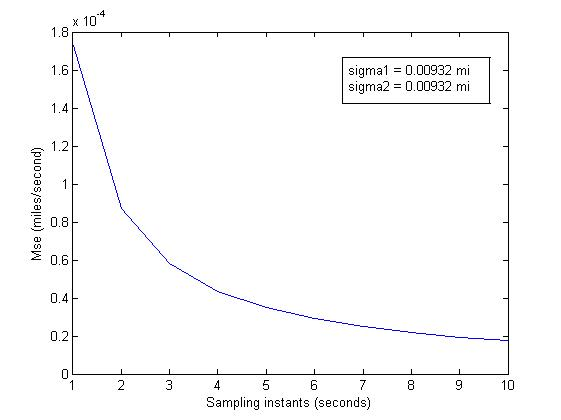 x 10-4
1.8
1.6
1.4
1.2
1
0.8
0.6
0.4
0.2
0
Mse (miles/second)
sigma1 = 0.00932 mi
sigma2 = 0.00932 mi
1 2 3 4 5 6 7 8 9 10
Sampling instants (seconds)